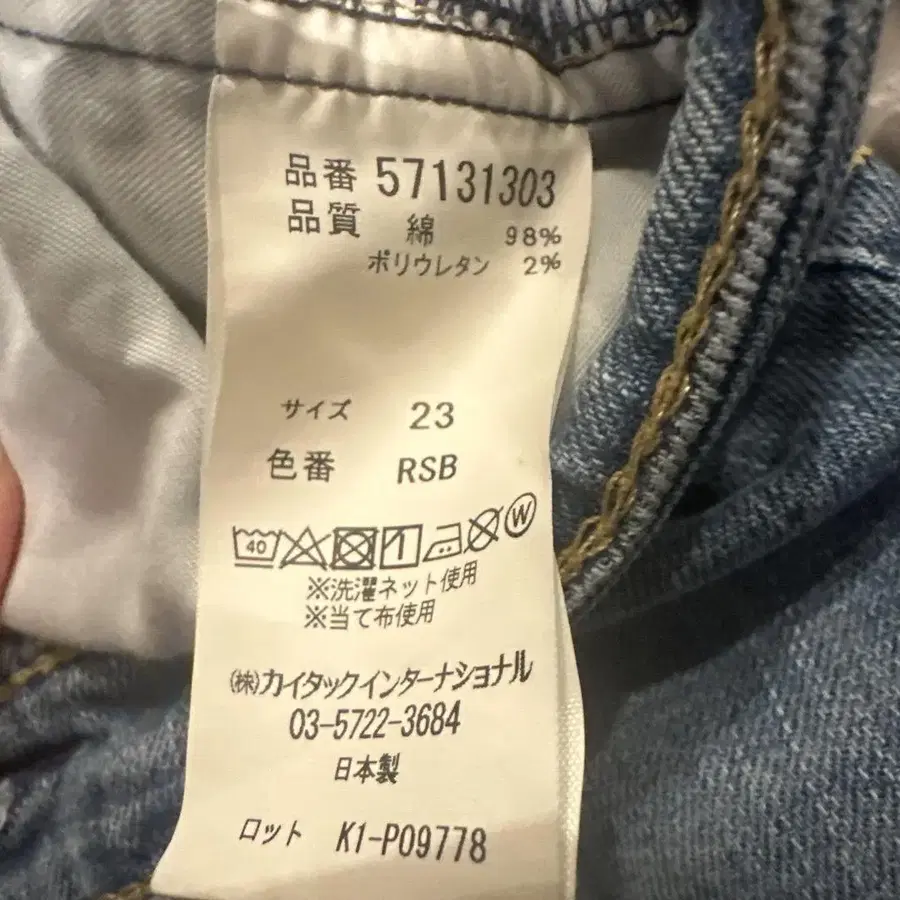 品番 57131303
品質 綿 98%
ポリウレタン 2%
サイズ 23
色番 RSB
40 W
※洗濯ネット使用
※当て布使用
㈱カイタックインターナショナル
03-5722-3684
日本製
ロット K1-P09778